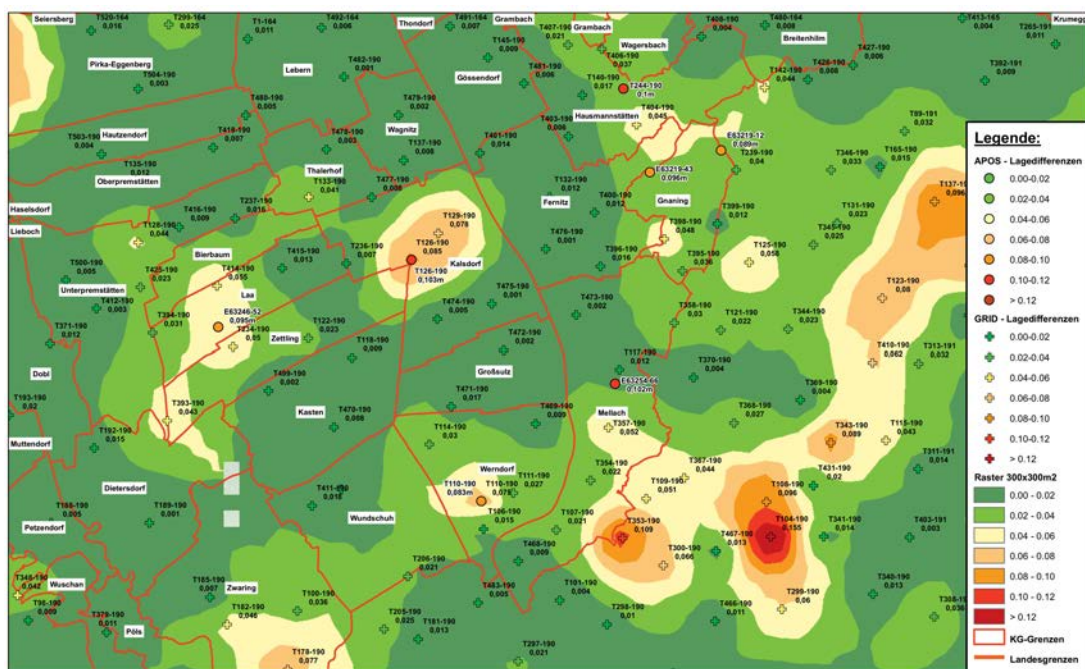 Seiersberg
T520-164
0,016
T299-164
0,025
T1-164
0,011
T492-164
0,006
Thondorf
T491-164
0,007
Grambach
T407-190
0,021
Grambach
T408-190
0,004
T480-164
0,008
T413-165
0,004
Krumegg
T265-191
0,011
T145-190
0,009
T406-190
0,037
Wagersbach
Breitenhilm
T427-190
0,006
Pirka-Eggenberg
T504-190
0,003
Lebern
T482-190
0,001
Gössendorf
T481-190
0,006
T140-190
0,017
T244-190
0,1m
T142-190
0,044
T428-190
T392-191
0,009
T480-190
0,005
T479-190
0,002
Hausmannstätten
T404-190
0,045
T503-190
0,004
Hautzendorf
T418-190
0,007
T478-190
0,003
Wagnitz
T137-190
0,008
T401-190
0,014
T403-190
0,006
E63219-12
0,089m
T239-190
0,04
T89-191
0,032
T135-190
0,012
Oberpremstätten
Thalerhof
T133-190
0,041
T477-190
0,008
T132-190
0,012
E63219-43
0,096m
T346-190
0,033
T165-190
0,015
T137-190
0,096
Haselsdorf
Lieboch
T128-190
0,044
T416-190
0,009
T237-190
0,016
T129-190
0,078
Fernitz
T400-190
0,012
Gnaning
T399-190
0,012
T131-190
0,023
T398-190
0,048
T345-190
0,025
Bierbaum
T236-190
0,007
T126-190
0,085
T476-190
0,001
T500-190
0,005
T425-190
0,023
T414-190
0,055
T415-190
0,013
T126-190
0,103m
Kalsdorf
T396-190
0,016
T395-190
0,036
T125-190
0,058
Unterpremstätten
T412-190
0,003
Laa
T475-190
0,001
T123-190
0,08
E63246-52
0,095m
T474-190
0,005
T473-190
0,002
T358-190
0,03
T371-190
0,012
T394-190
0,031
T234-190
0,05
Zettling
T122-190
0,023
T472-190
0,002
T121-190
0,022
T344-190
0,023
T118-190
0,009
T117-190
0,012
T410-190
0,062
T313-191
0,032
Dobl
T499-190
0,002
Großsulz
E63254-66
0,102m
T370-190
0,004
T369-190
0,004
T193-190
0,02
T393-190
0,043
Kasten
T471-190
0,017
T470-190
0,008
T469-190
0,009
Mellach
T368-190
0,027
Muttendorf
T192-190
0,015
T114-190
0,03
T357-190
0,052
T343-190
0,089
T115-190
0,043
Werndorf
T354-190
0,022
T367-190
0,044
T311-191
0,014
Dietersdorf
T411-190
0,018
T110-190
0,083m
T110-190
T111-190
0,027
T109-190
0,051
T106-190
0,096
T431-190
0,02
T188-190
0,005
Petzendorf
T189-190
0,001
Wundschuh
T106-190
0,015
T107-190
0,021
T353-190
0,109
T104-190
0,155
T341-190
0,014
T403-191
0,003
T467-190
0,013
T468-190
0,009
T300-190
0,066
T348-190
0,042
Wuschan
T206-190
0,021
T185-190
0,007
Zwaring
T483-190
0,005
T101-190
0,004
T340-190
0,013
T96-190
0,009
T100-190
0,036
T299-190
0,06
T378-190
0,011
Pöls
T182-190
0,046
T205-190
0,025
T181-190
0,013
T298-190
0,01
T466-190
0,011
T178-190
0,077
T297-190
0,021
Legende:
APOS - Lagedifferenzen
0.00-0.02
0.02-0.04
0.04-0.06
0.06-0.08
0.08-0.10
0.10-0.12
> 0.12
GRID - Lagedifferenzen
0.00-0.02
0.02-0.04
0.04-0.06
0.06-0.08
0.08-0.10
0.10-0.12
> 0.12
Raster 300x300m2
0.00 - 0.02
0.02 - 0.04
0.04 - 0.06
0.06 - 0.08
0.08 - 0.10
0.10 - 0.12
> 0.12
KG-Grenzen
Landesgrenzen